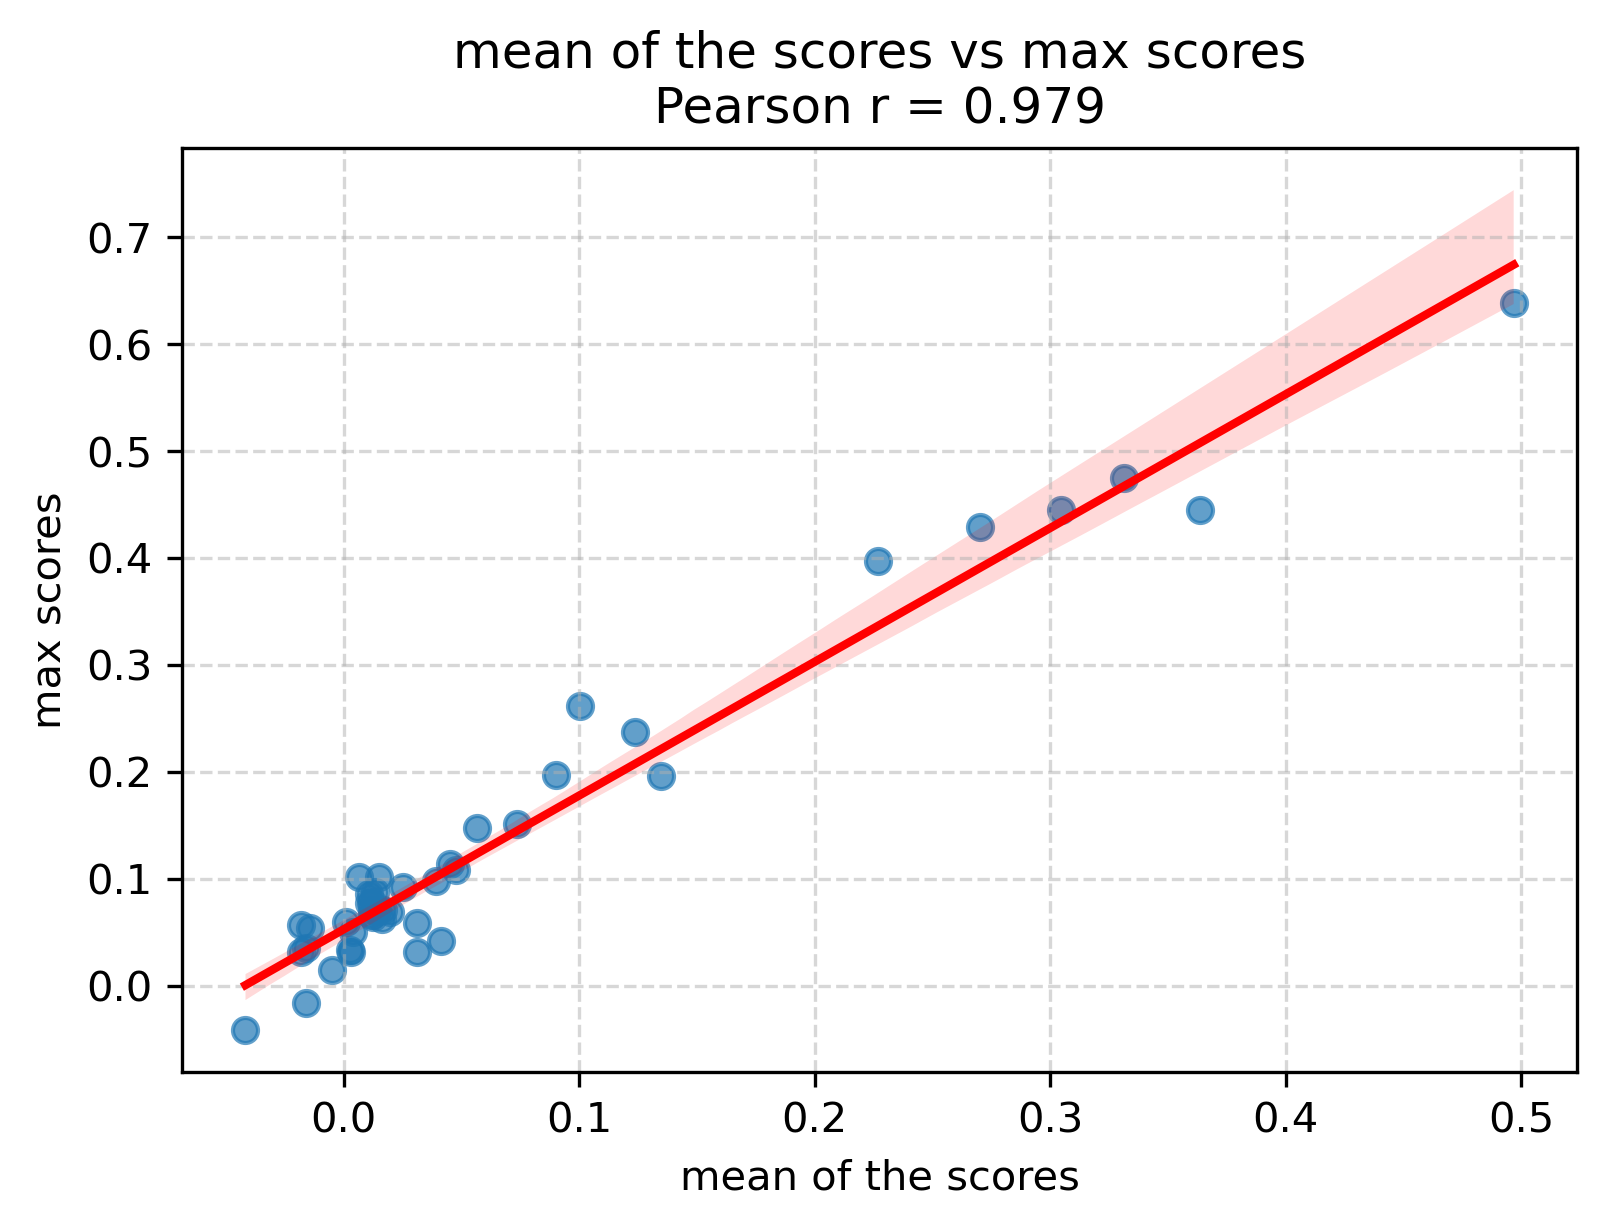 mean of the scores vs max scores
Pearson r = 0.979
max scores
0.7
0.6
0.5
0.4
0.3
0.2
0.1
0.0
0.0 0.1 0.2 0.3 0.4 0.5
mean of the scores